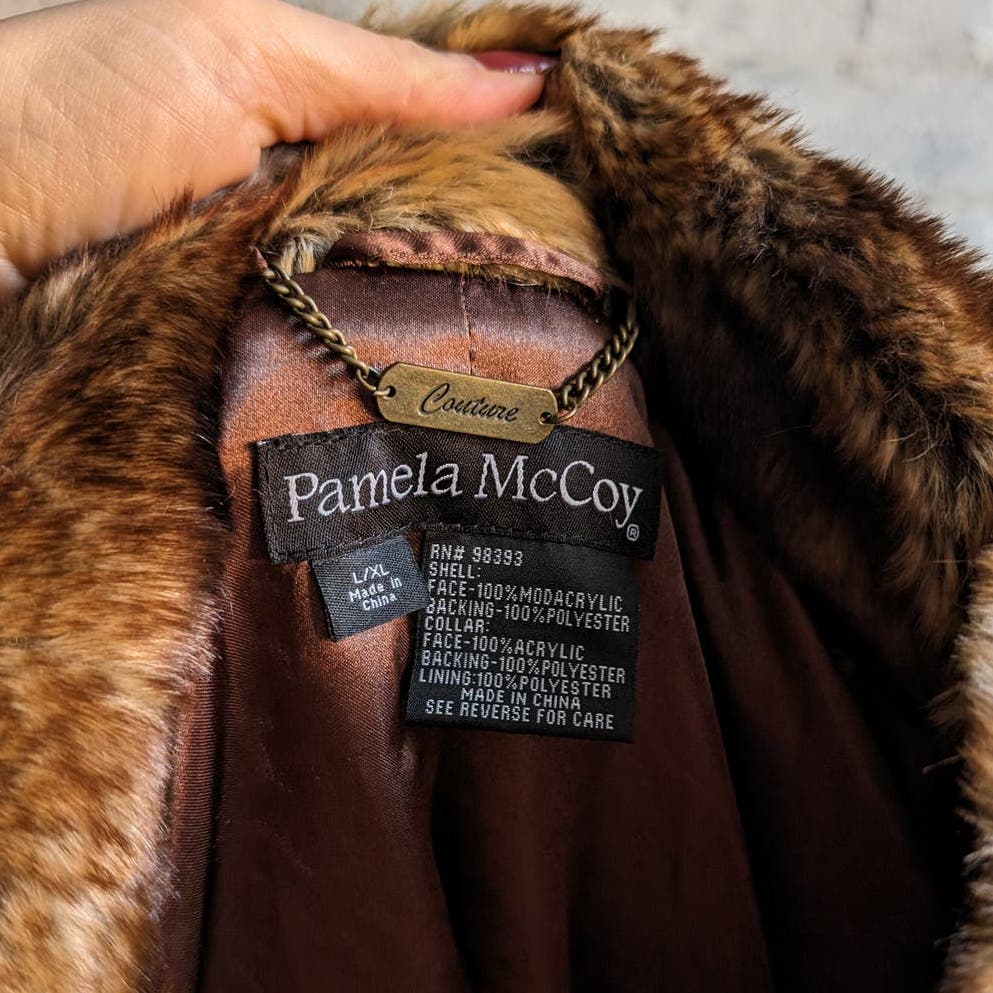 Couture
Pamela McCoy®
L/XL
Made in
China
RN# 98393
SHELL:
FACE-100%MODACRYLIC
BACKING-100%POLYESTER
COLLAR:
FACE-100%ACRYLIC
BACKING-100%POLYESTER
LINING:100%POLYESTER
MADE IN CHINA
SEE REVERSE FOR CARE